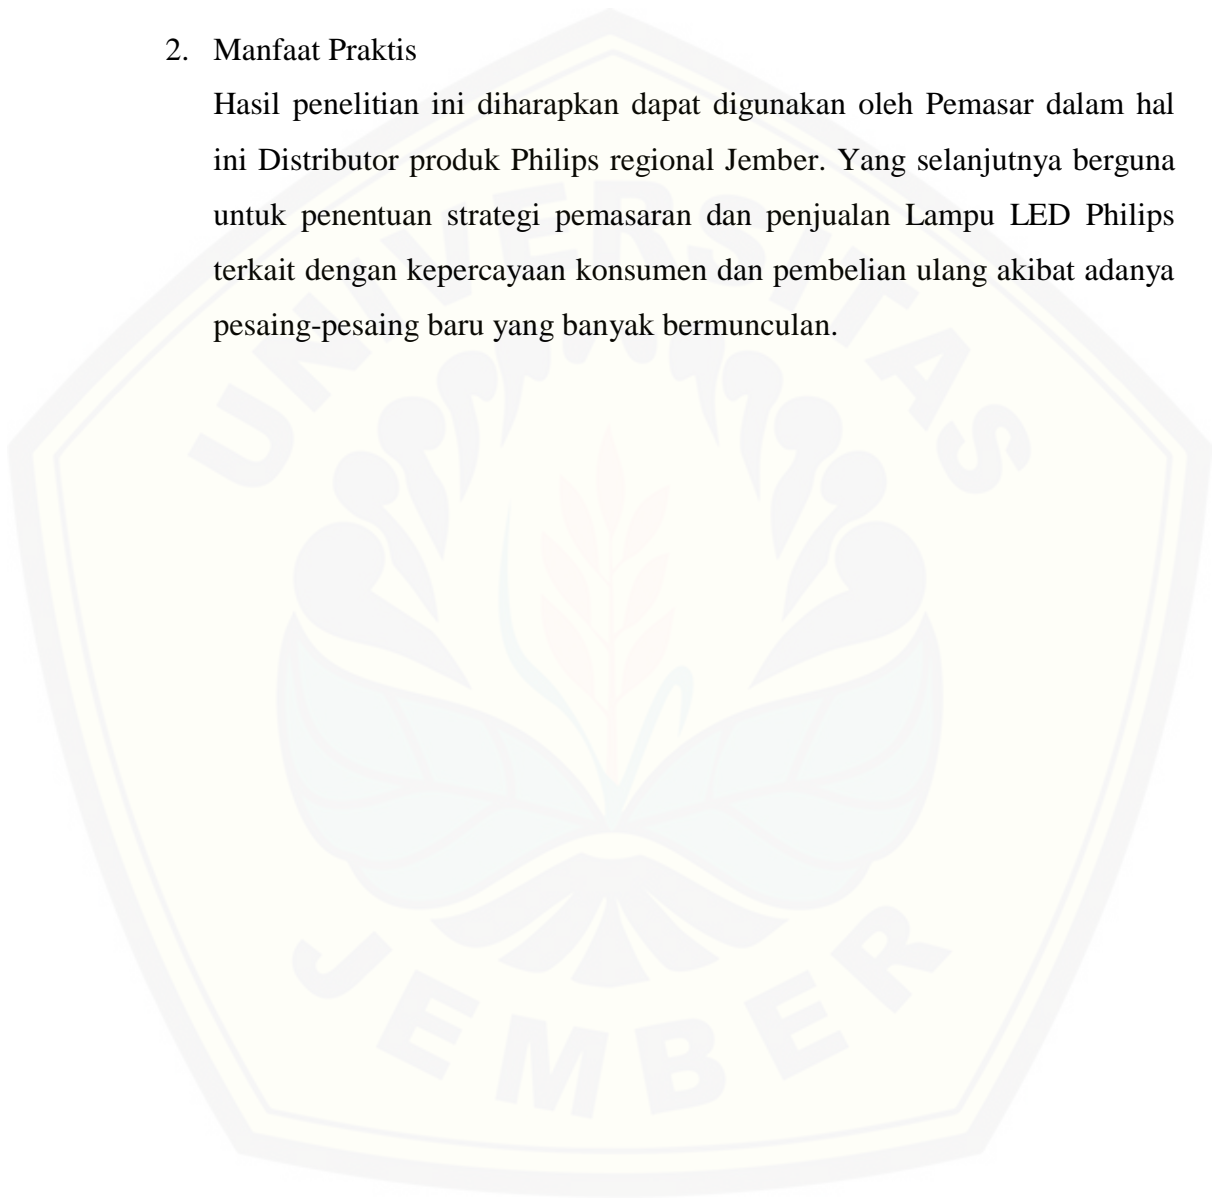 2. Manfaat Praktis
Hasil penelitian ini diharapkan dapat digunakan oleh Pemasar dalam hal
ini Distributor produk Philips regional Jember. Yang selanjutnya berguna
untuk penentuan strategi pemasaran dan penjualan Lampu LED Philips
terkait dengan kepercayaan konsumen dan pembelian ulang akibat adanya
pesaing-pesaing baru yang banyak bermunculan.
UNIVERSITAS
JEMBER